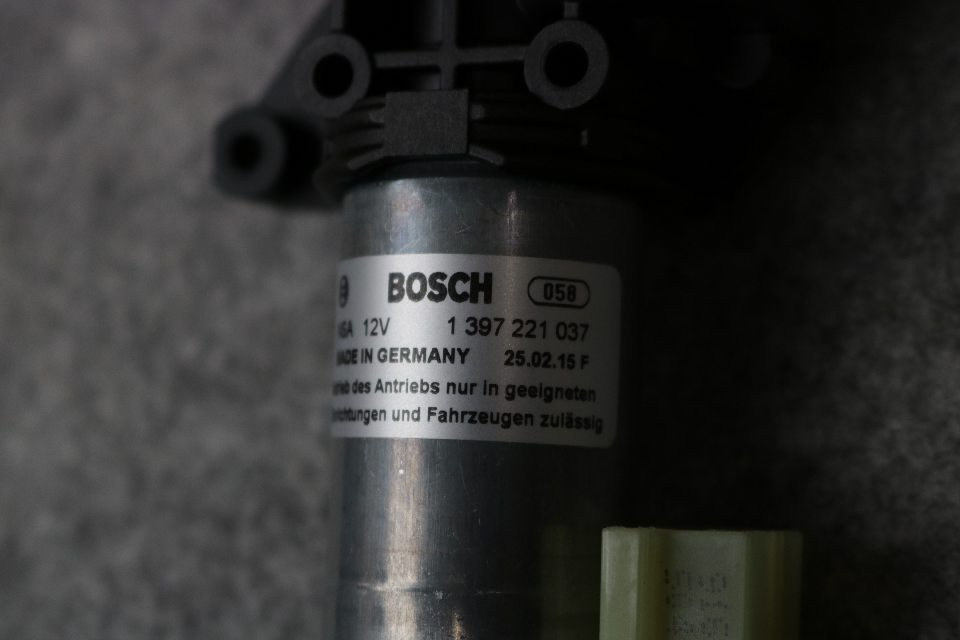 BOSCH 058
12V 1 397 221 037
MADE IN GERMANY 25.02.15 F
des Antriebs nur in geeigneten
und Fahrzeugen zulässig